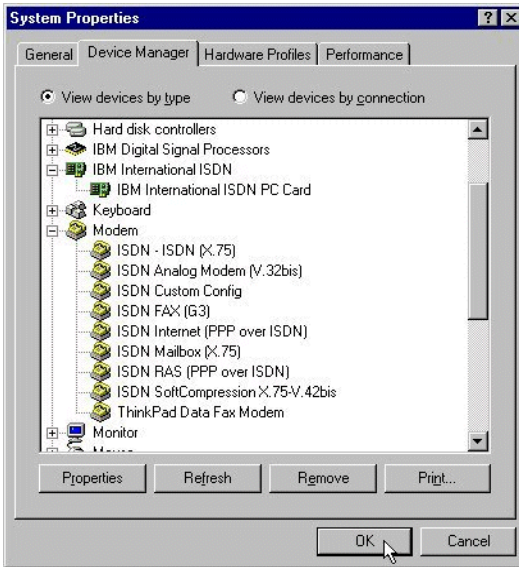 System Properties
General Device Manager Hardware Profiles Performance
View devices by type View devices by connection
Hard disk controllers
IBM Digital Signal Processors
IBM International ISDN
IBM International ISDN PC Card
Keyboard
Modem
ISDN - ISDN (X.75)
ISDN Analog Modem (V.32bis)
ISDN Custom Config
ISDN FAX (G3)
ISDN Internet (PPP over ISDN)
ISDN Mailbox (X.75)
ISDN RAS (PPP over ISDN)
ISDN SoftCompression X.75-V.42bis
ThinkPad Data Fax Modem
Monitor
Mouse
Properties Refresh Remove Print...
OK Cancel